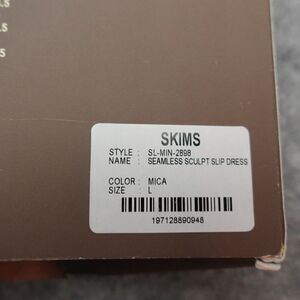 SKIMS
STYLE : SL-MIN-2898
NAME : SEAMLESS SCULPT SLIP DRESS
COLOR : MICA
SIZE : L
197128890948